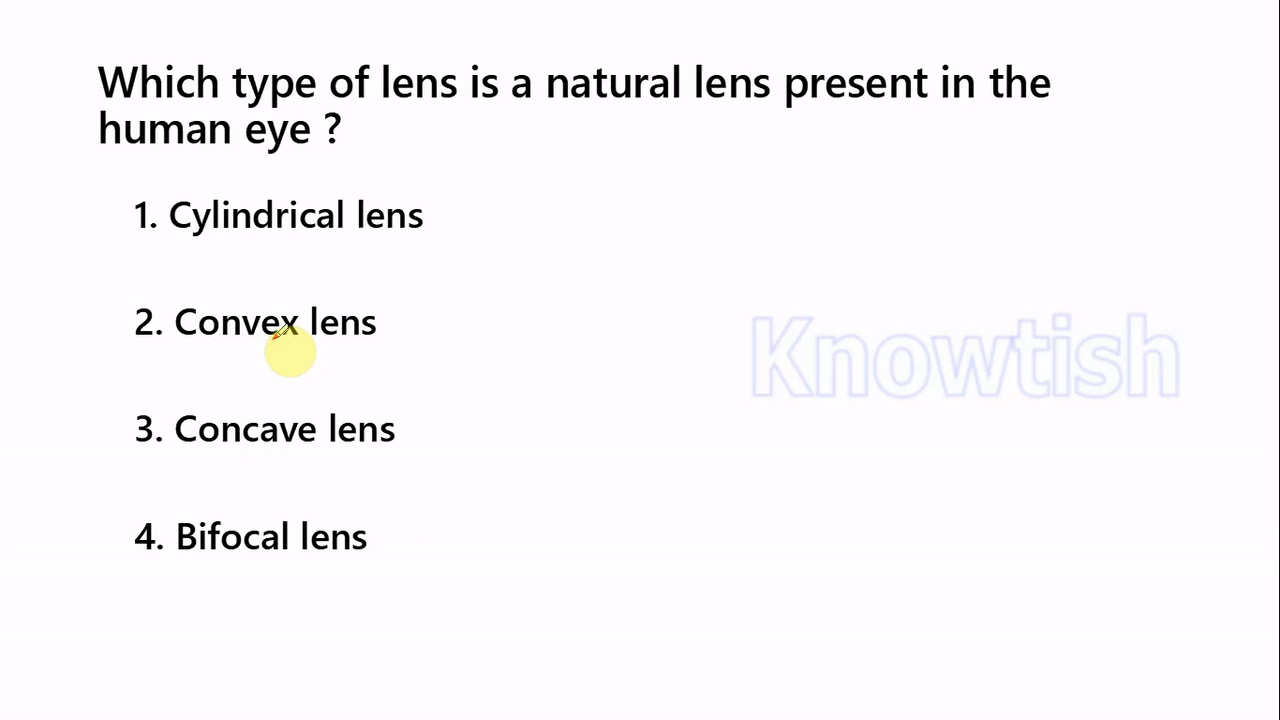 Which type of lens is a natural lens present in the
human eye ?
1. Cylindrical lens
2. Convex lens
Knowtish
3. Concave lens
4. Bifocal lens